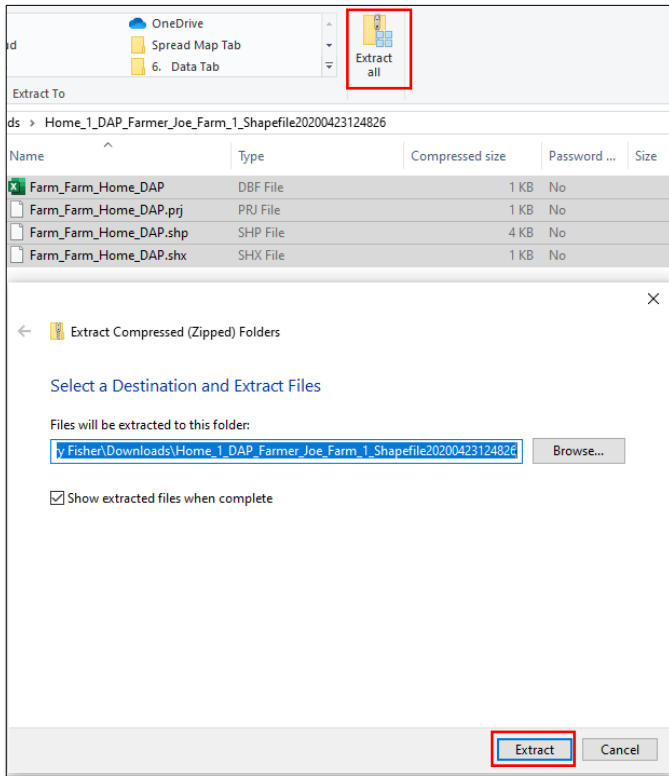 OneDrive
ud Spread Map Tab
6. Data Tab
Extract all
Extract To
ds > Home_1_DAP_Farmer_Joe_Farm_1_Shapefile20200423124826
Name Type Compressed size Password ... Size
Farm_Farm_Home_DAP DBF File 1 KB No
Farm_Farm_Home_DAP.prj PRJ File 1 KB No
Farm_Farm_Home_DAP.shp SHP File 4 KB No
Farm_Farm_Home_DAP.shx SHX File 1 KB No
Extract Compressed (Zipped) Folders
Select a Destination and Extract Files
Files will be extracted to this folder:
y Fisher\Downloads\Home_1_DAP_Farmer_Joe_Farm_1_Shapefile20200423124826 Browse...
Show extracted files when complete
Extract Cancel